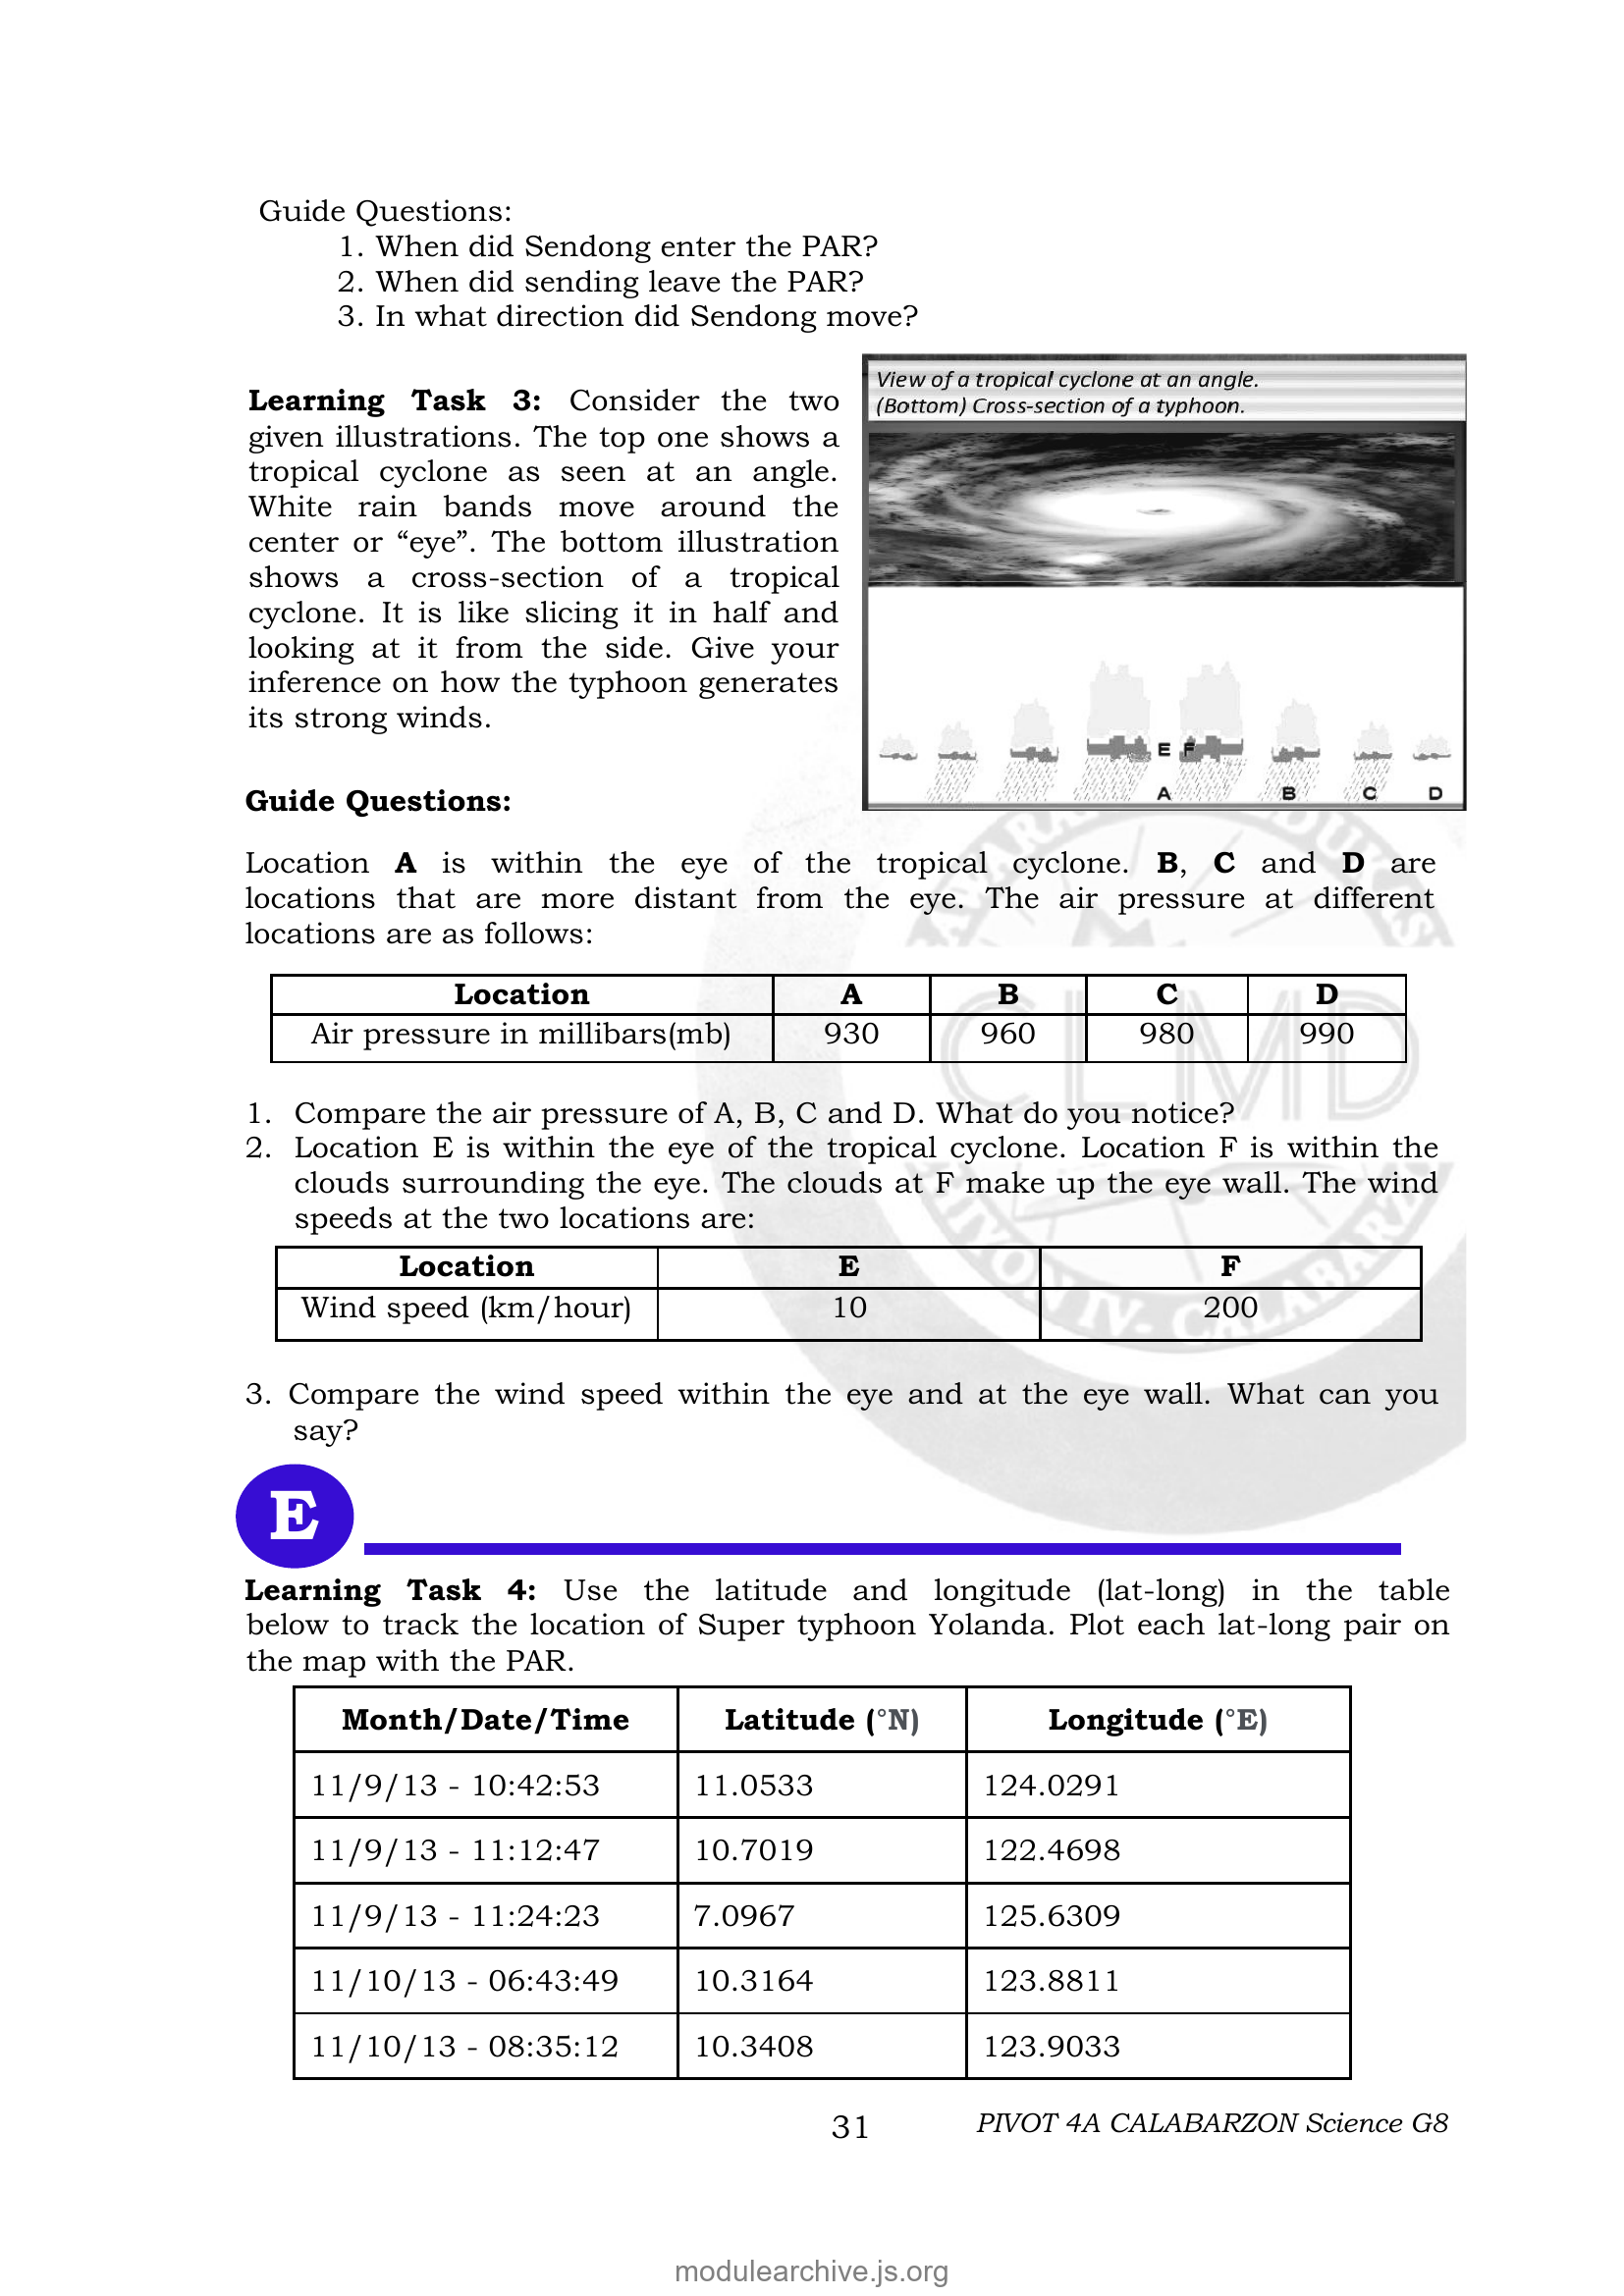 Guide Questions:
1. When did Sendong enter the PAR?
2. When did sending leave the PAR?
3. In what direction did Sendong move?
Learning Task 3: Consider the two
given illustrations. The top one shows a
tropical cyclone as seen at an angle.
White rain bands move around the
center or “eye”. The bottom illustration
shows a cross-section of a tropical
cyclone. It is like slicing it in half and
looking at it from the side. Give your
inference on how the typhoon generates
its strong winds.
View of a tropical cyclone at an angle.
(Bottom) Cross-section of a typhoon.
E F
A B C D
Guide Questions:
Location A is within the eye of the tropical cyclone. B, C and D are
locations that are more distant from the eye. The air pressure at different
locations are as follows:
Location A B C D
Air pressure in millibars(mb) 930 960 980 990
1. Compare the air pressure of A, B, C and D. What do you notice?
2. Location E is within the eye of the tropical cyclone. Location F is within the
clouds surrounding the eye. The clouds at F make up the eye wall. The wind
speeds at the two locations are:
Location E F
Wind speed (km/hour) 10 200
3. Compare the wind speed within the eye and at the eye wall. What can you
say?
E
Learning Task 4: Use the latitude and longitude (lat-long) in the table
below to track the location of Super typhoon Yolanda. Plot each lat-long pair on
the map with the PAR.
Month/Date/Time Latitude (°N) Longitude (°E)
11/9/13 - 10:42:53 11.0533 124.0291
11/9/13 - 11:12:47 10.7019 122.4698
11/9/13 - 11:24:23 7.0967 125.6309
11/10/13 - 06:43:49 10.3164 123.8811
11/10/13 - 08:35:12 10.3408 123.9033
31 PIVOT 4A CALABARZON Science G8
CLMD
modulearchive.js.org